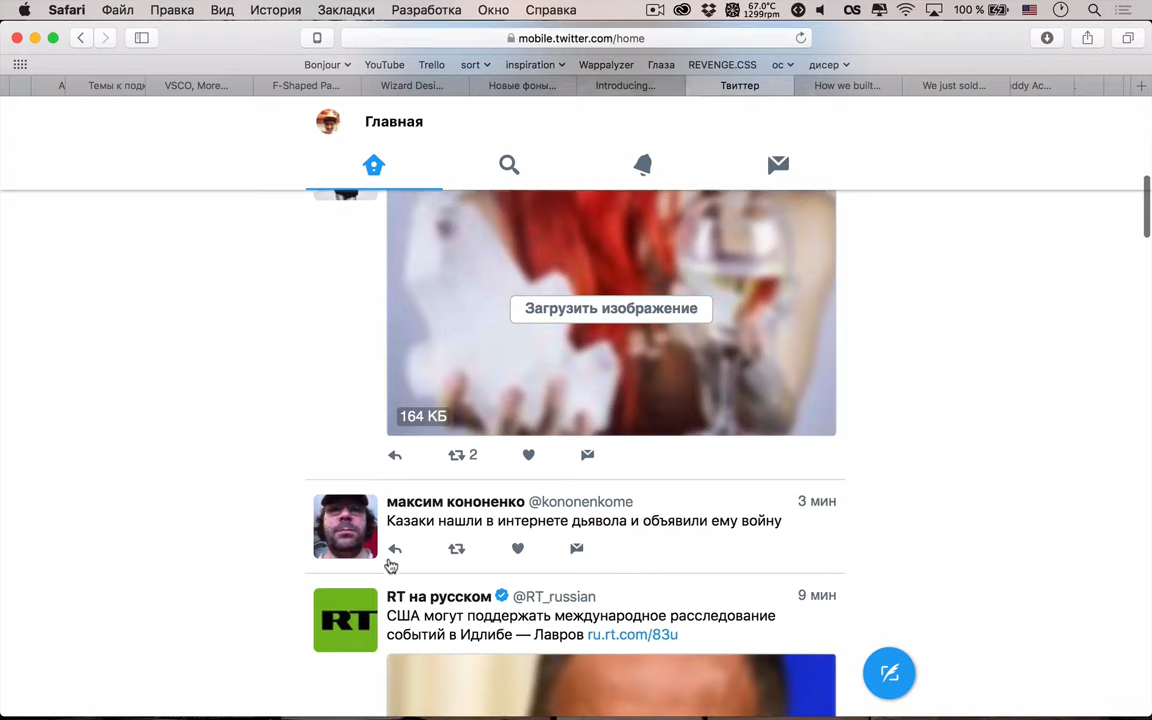 Safari Файл Правка Вид История Закладки Разработка Окно Справка 67.0°C 1299rpm 100 %
mobile.twitter.com/home
Bonjour YouTube Trello sort inspiration Wappalyzer Глаза REVENGE.CSS ос дисер
A Темы к подк VSCO, More... F-Shaped Pa... Wizard Desi... Новые фоны... Introducing... Твиттер How we built... We just sold... ddy Ac...
Главная
Загрузить изображение
164 КБ
2
максим кононенко @kononenkome 3 мин
Казаки нашли в интернете дьявола и объявили ему войну
RT на русском @RT_russian 9 мин
RT
США могут поддержать международное расследование
событий в Идлибе — Лавров ru.rt.com/83u